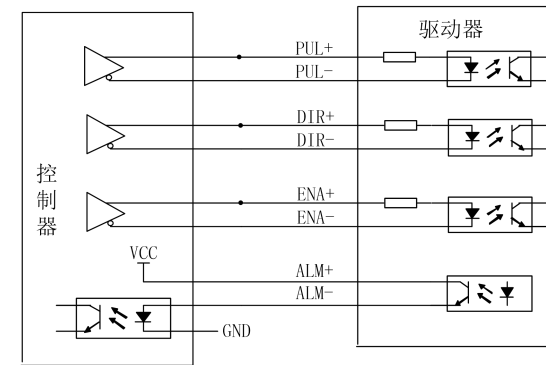 驱动器
PUL+
PUL-
DIR+
DIR-
控制器
ENA+
ENA-
VCC
ALM+
ALM-
GND